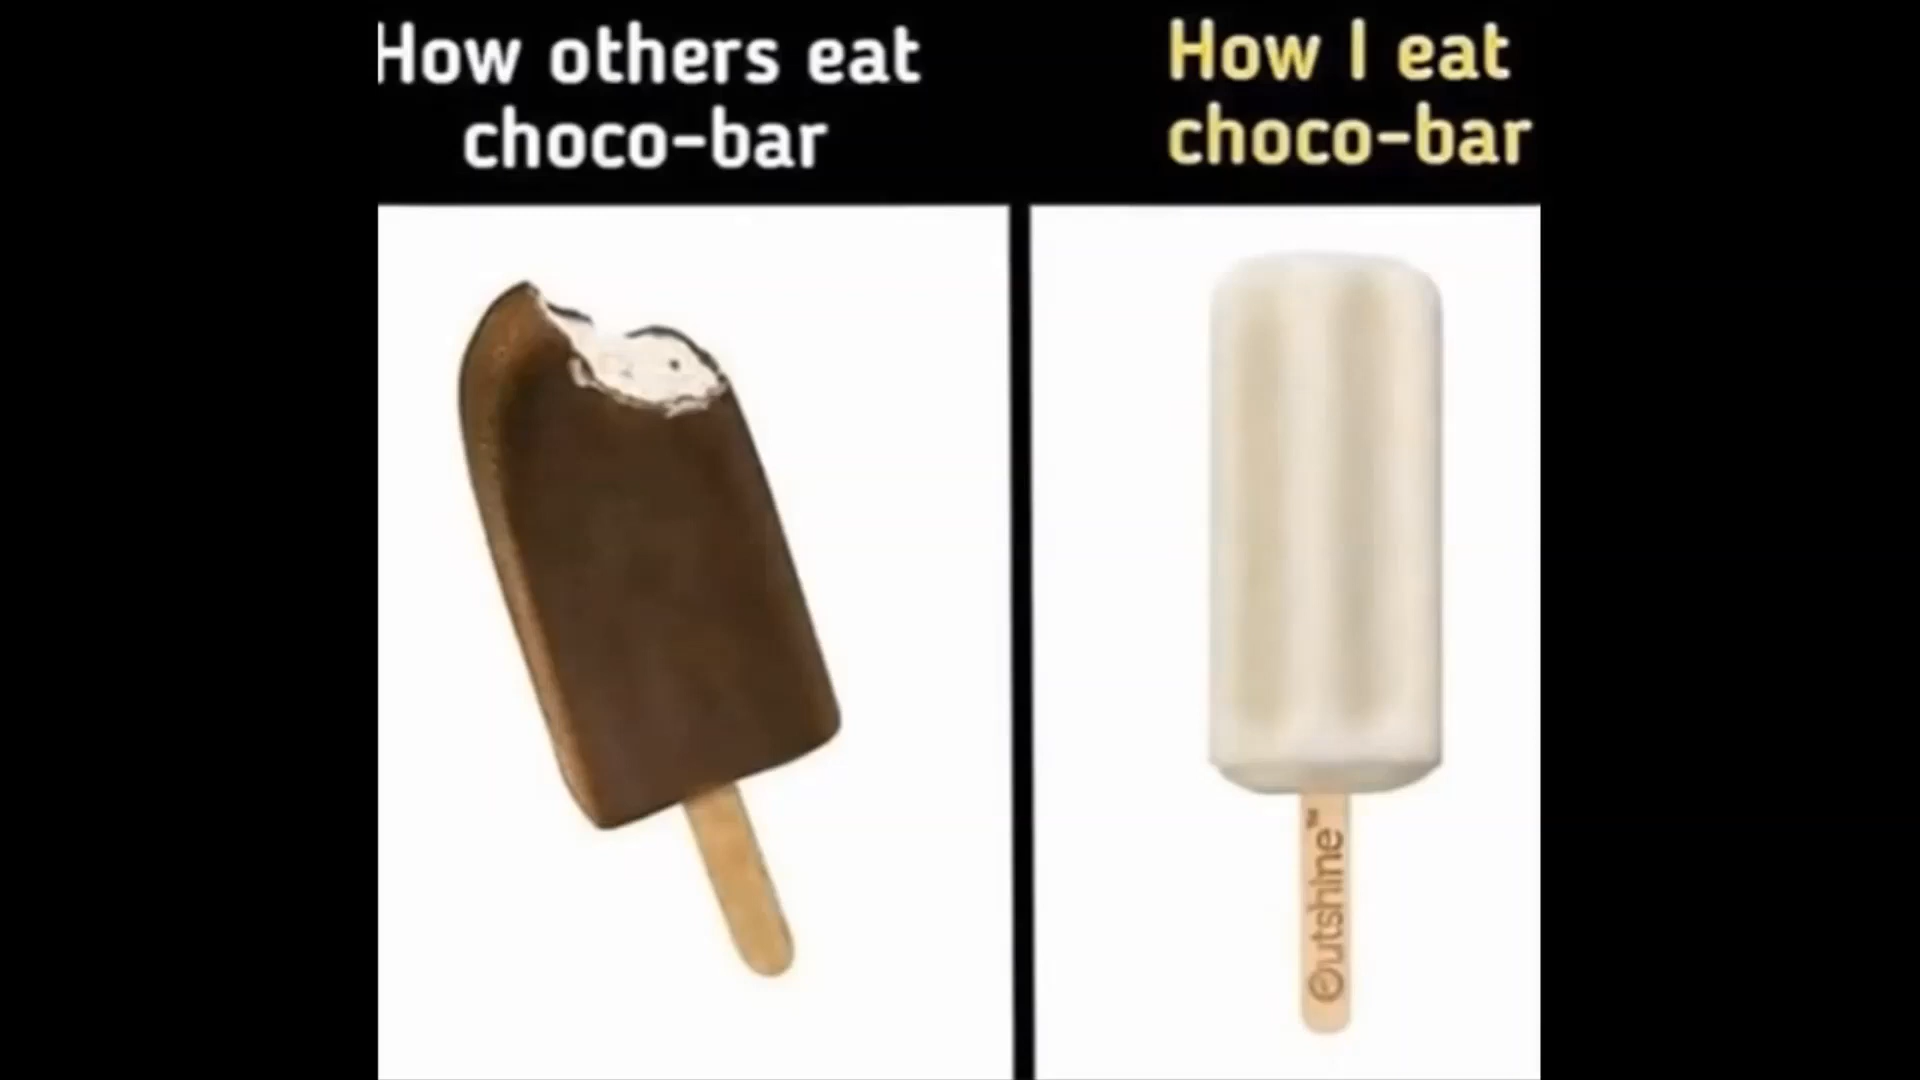 How others eat
choco-bar
How I eat
choco-bar
Outshine™